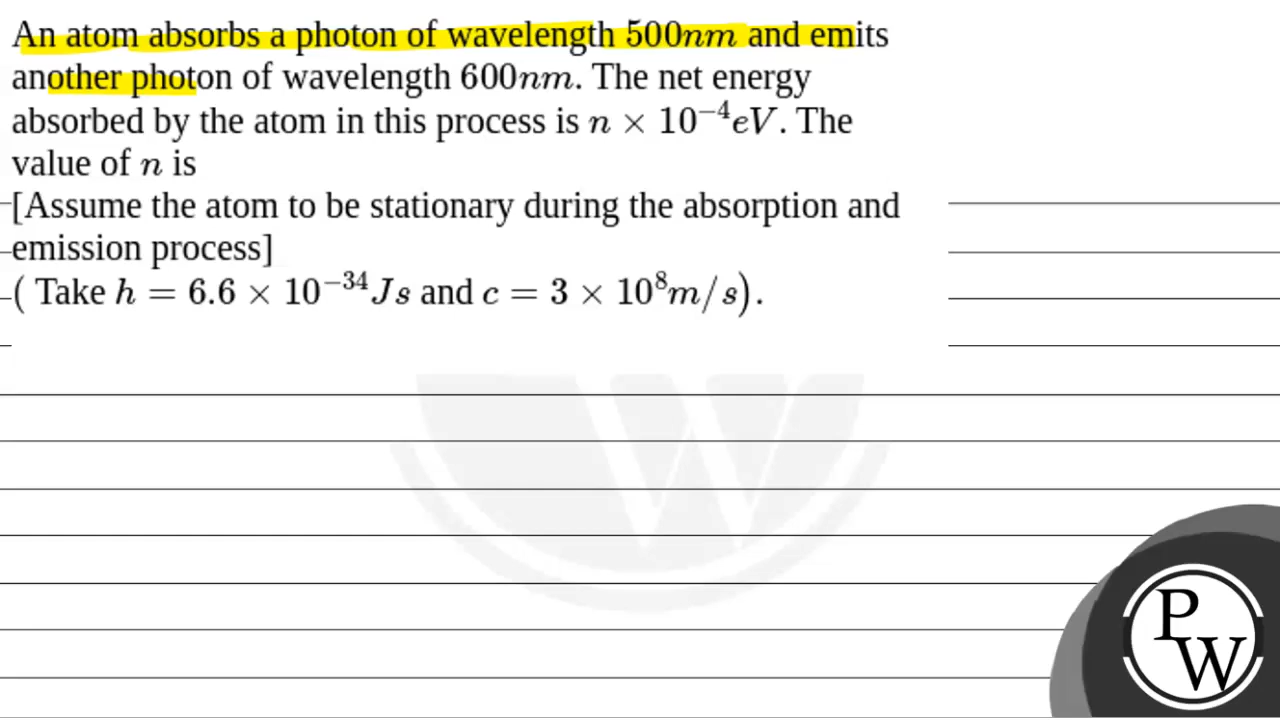 An atom absorbs a photon of wavelength 500nm and emits
another photon of wavelength 600nm. The net energy
absorbed by the atom in this process is n × 10⁻⁴eV. The
value of n is
[Assume the atom to be stationary during the absorption and
emission process]
( Take h = 6.6 × 10⁻³⁴Js and c = 3 × 10⁸m/s).
P
W